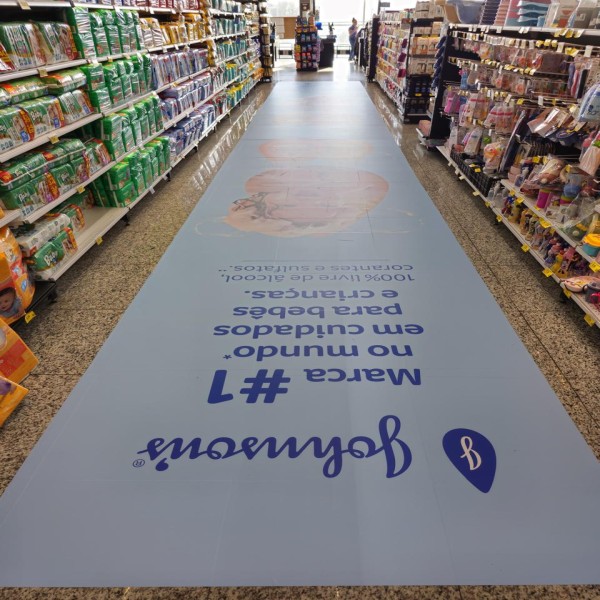 Johnson's®
Marca #1
no mundo*
em cuidados
para bebês
e crianças.
100% livre de álcool,
corantes e sulfatos.**